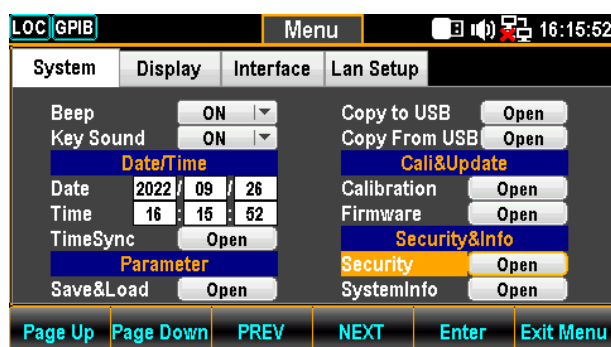 LOC GPIB Menu 16:15:52
System Display Interface Lan Setup
Beep ON
Key Sound ON
Date/Time
Date 2022 / 09 / 26
Time 16 : 15 : 52
TimeSync Open
Parameter
Save&Load Open
Copy to USB Open
Copy From USB Open
Cali&Update
Calibration Open
Firmware Open
Security&Info
Security Open
SystemInfo Open
Page Up Page Down PREV NEXT Enter Exit Menu